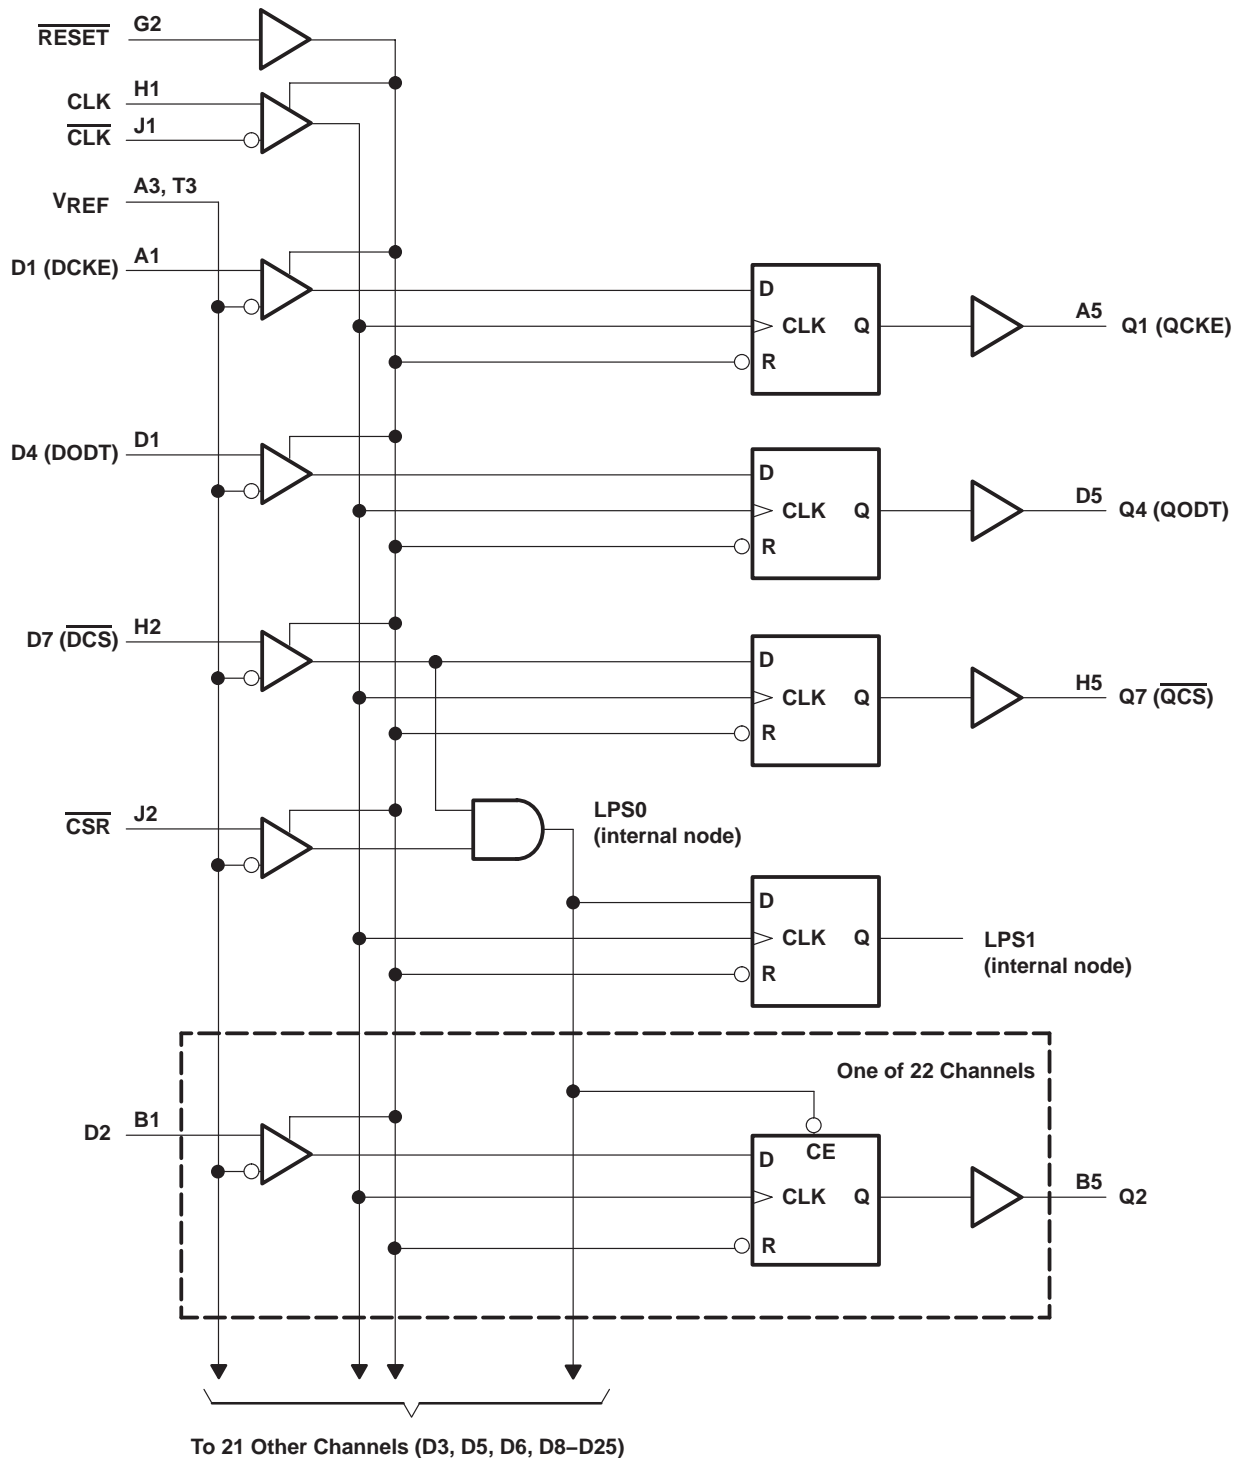 RESET G2
CLK H1
CLK J1
VREF A3, T3
D1 (DCKE) A1
D
CLK Q
R
A5 Q1 (QCKE)
D4 (DODT) D1
D
CLK Q
R
D5 Q4 (QODT)
D7 (DCS) H2
D
CLK Q
R
H5 Q7 (QCS)
CSR J2
LPS0
(internal node)
D
CLK Q
R
LPS1
(internal node)
One of 22 Channels
D2 B1
CE
D
CLK Q
R
B5 Q2
To 21 Other Channels (D3, D5, D6, D8–D25)